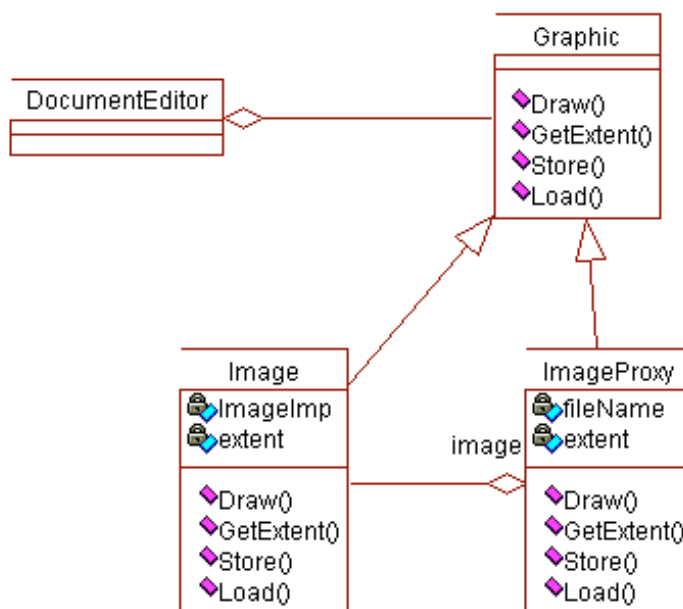 Graphic
Draw()
GetExtent()
Store()
Load()
DocumentEditor
Image
ImageImp
extent
Draw()
GetExtent()
Store()
Load()
image
ImageProxy
fileName
extent
Draw()
GetExtent()
Store()
Load()